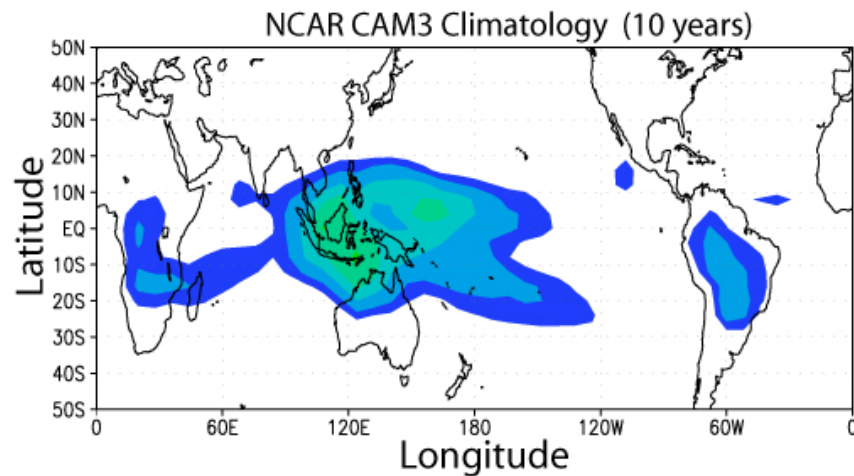 NCAR CAM3 Climatology (10 years)
50N
40N
30N
20N
10N
EQ
10S
20S
30S
40S
50S
Latitude
0 60E 120E 180 120W 60W 0
Longitude